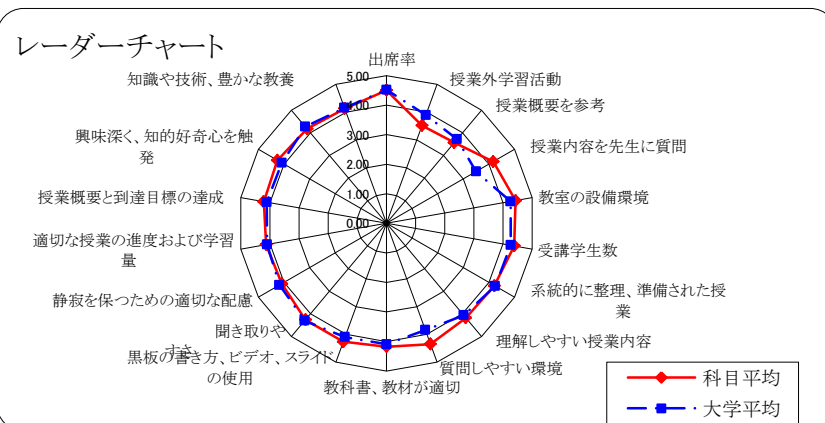 レーダーチャート
出席率
授業外学習活動
授業概要を参考
授業内容を先生に質問
教室の設備環境
受講学生数
系統的に整理、準備された授
業
理解しやすい授業内容
質問しやすい環境
教科書、教材が適切
黒板の書き方、ビデオ、スライド
の使用
聞き取りや
すさ
静寂を保つための適切な配慮
適切な授業の進度および学習
量
授業概要と到達目標の達成
興味深く、知的好奇心を触
発
知識や技術、豊かな教養
5.00
4.00
3.00
2.00
1.00
0.00
科目平均
大学平均